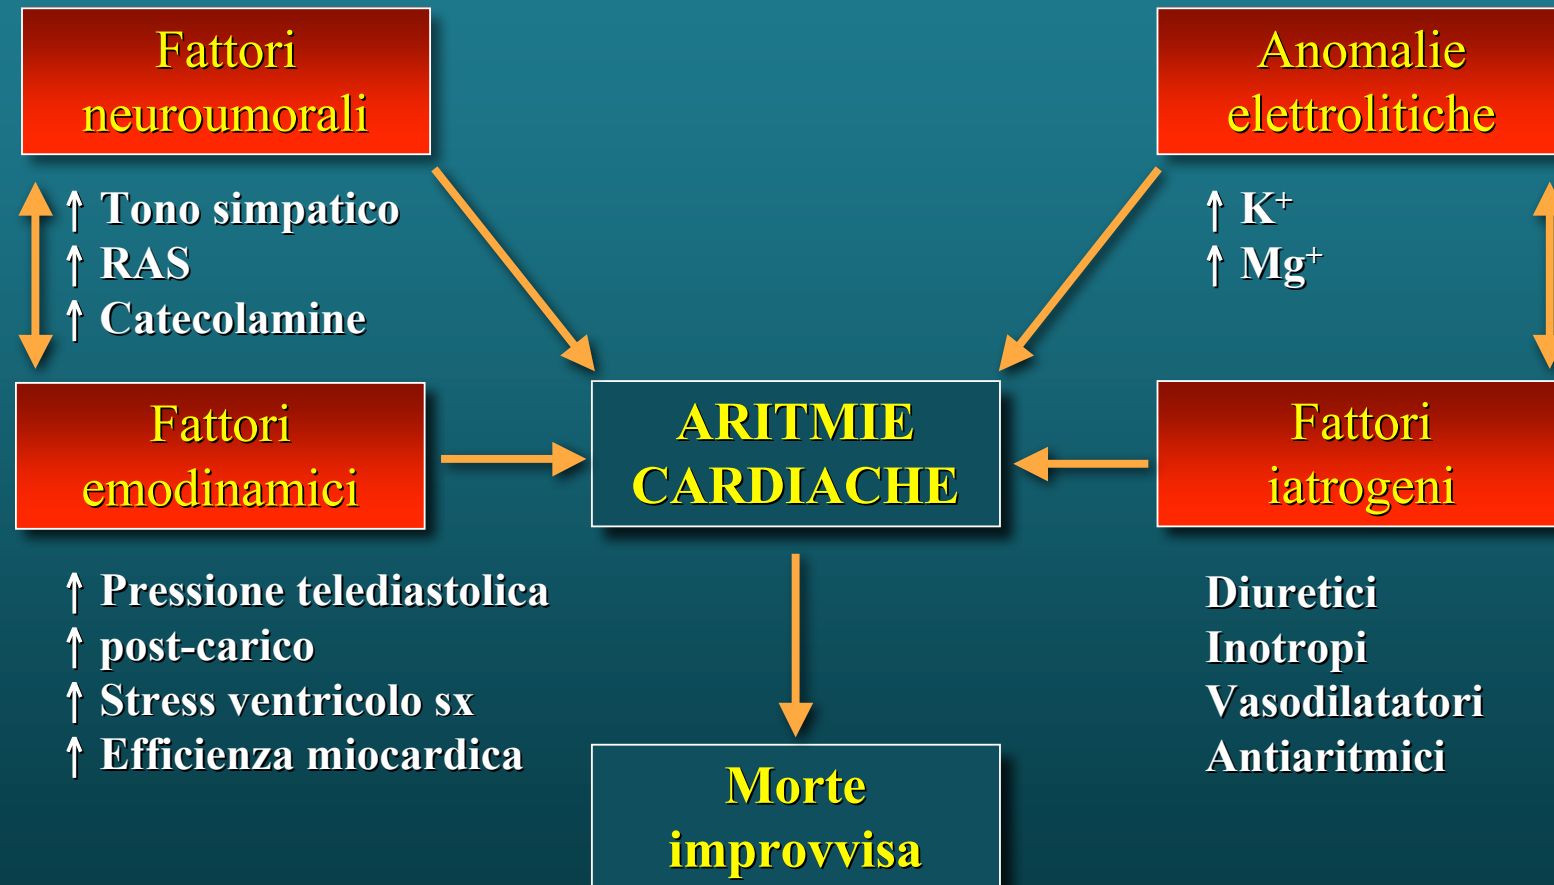 Fattori
neuroumorali
↑ Tono simpatico
↑ RAS
↑ Catecolamine
Fattori
emodinamici
↑ Pressione telediastolica
↑ post-carico
↑ Stress ventricolo sx
↑ Efficienza miocardica
ARITMIE
CARDIACHE
Morte
improvvisa
Anomalie
elettrolitiche
↑ K⁺
↑ Mg⁺
Fattori
iatrogeni
Diuretici
Inotropi
Vasodilatatori
Antiaritmici